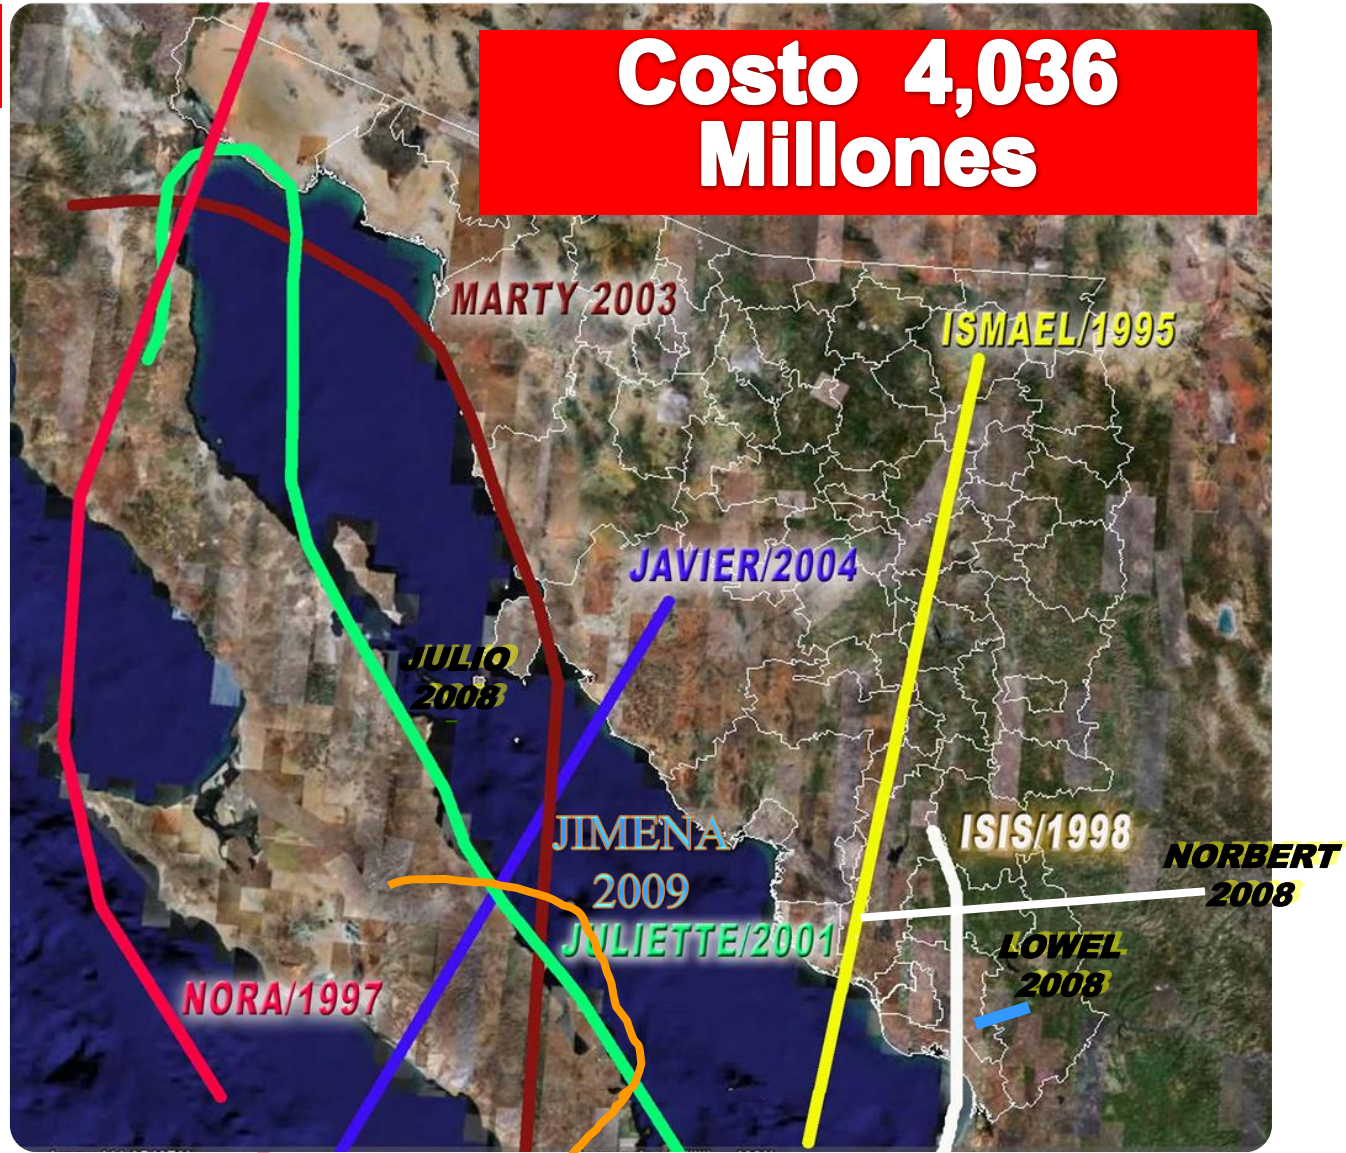 Costo 4,036
Millones
MARTY 2003
ISMAEL/1995
JAVIER/2004
JULIO
2008
JIMENA
2009
ISIS/1998
NORBERT
2008
JULIETTE/2001
LOWEL
2008
NORA/1997